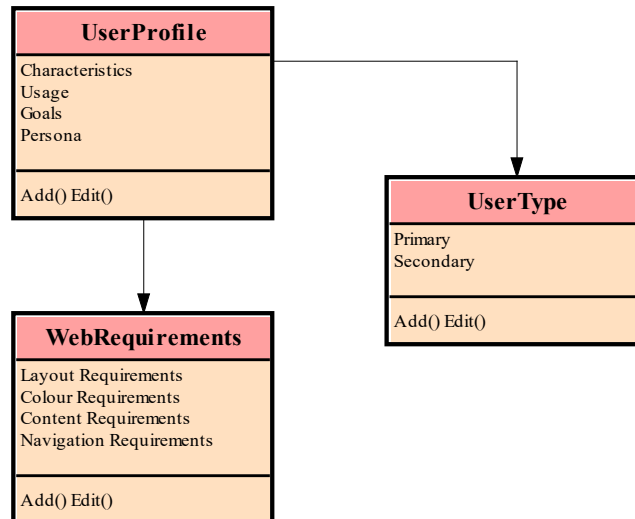 UserProfile
Characteristics
Usage
Goals
Persona
Add() Edit()
UserType
Primary
Secondary
Add() Edit()
WebRequirements
Layout Requirements
Colour Requirements
Content Requirements
Navigation Requirements
Add() Edit()